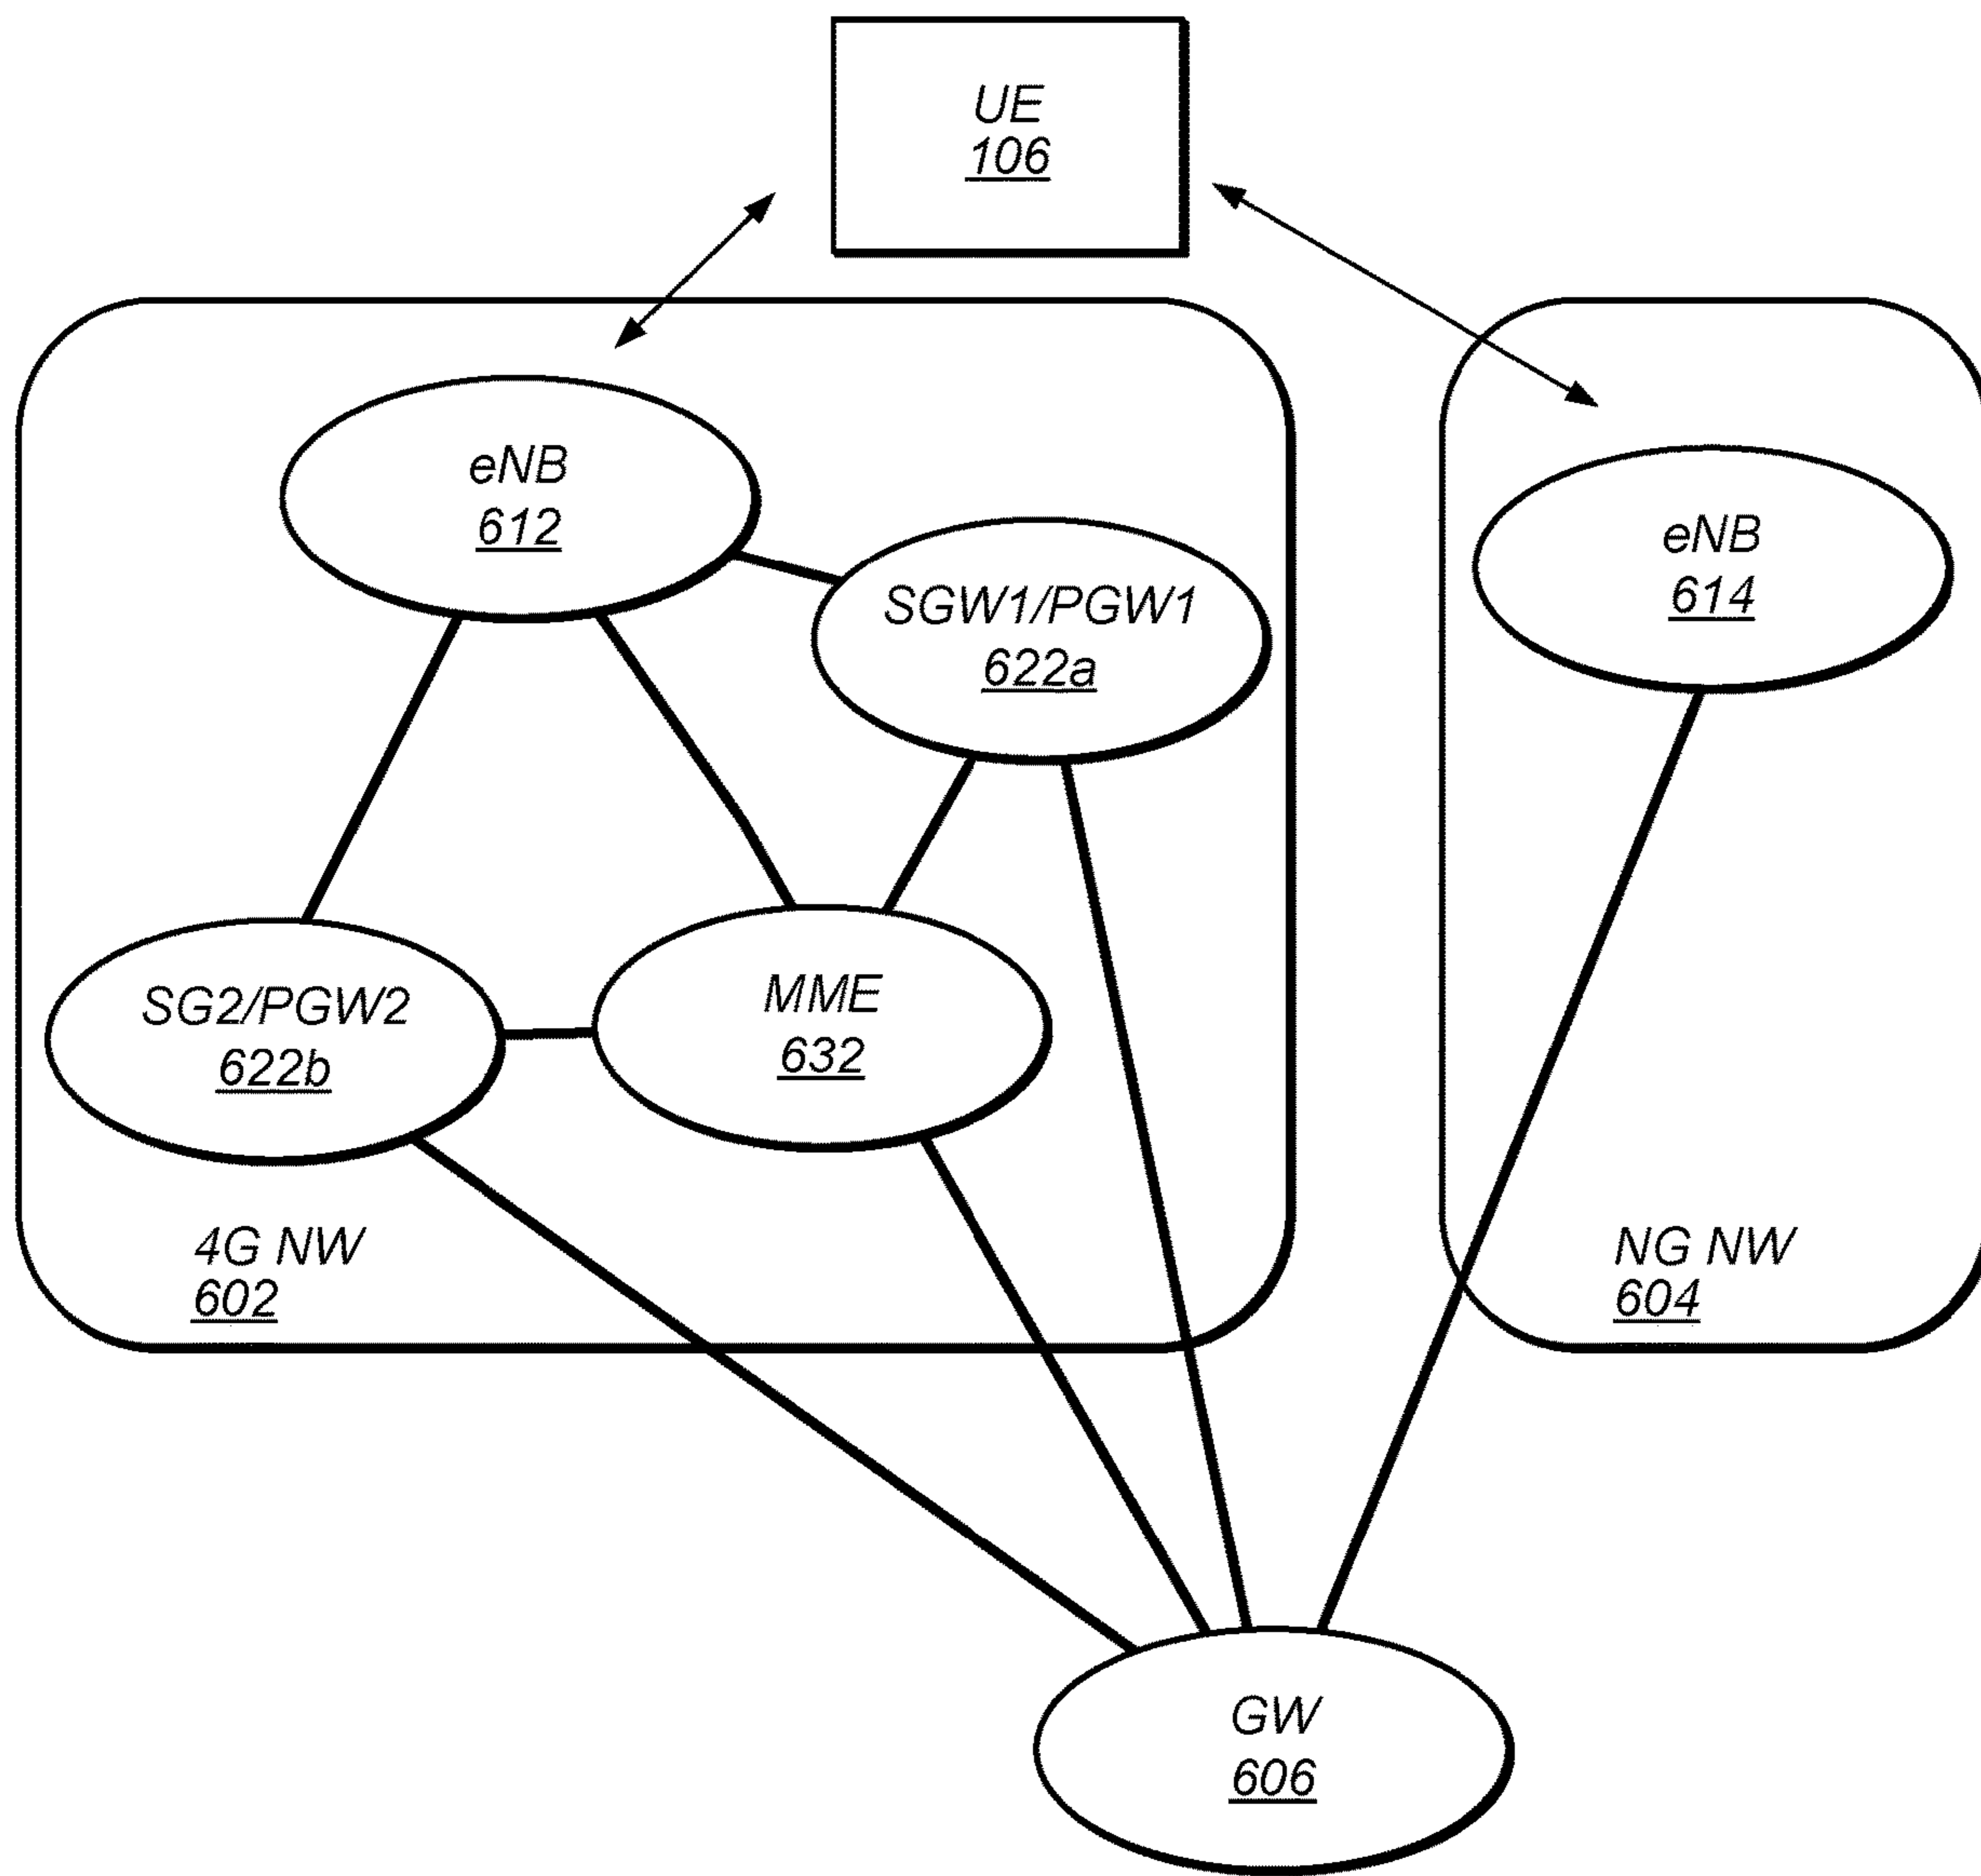 UE
106
eNB
612
SGW1/PGW1
622a
eNB
614
SG2/PGW2
622b
MME
632
4G NW
602
NG NW
604
GW
606